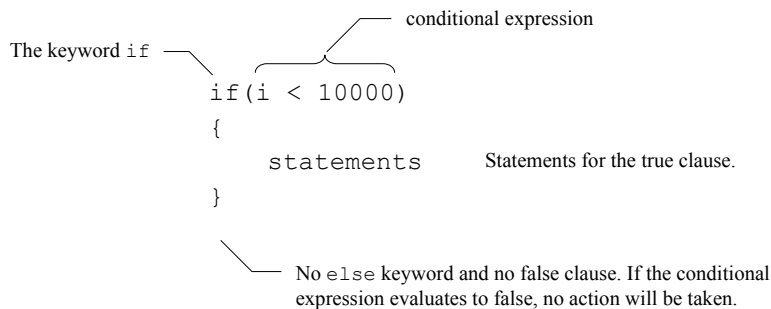 conditional expression
The keyword if
if(i < 10000)
{
statements
Statements for the true clause.
}
No else keyword and no false clause. If the conditional
expression evaluates to false, no action will be taken.